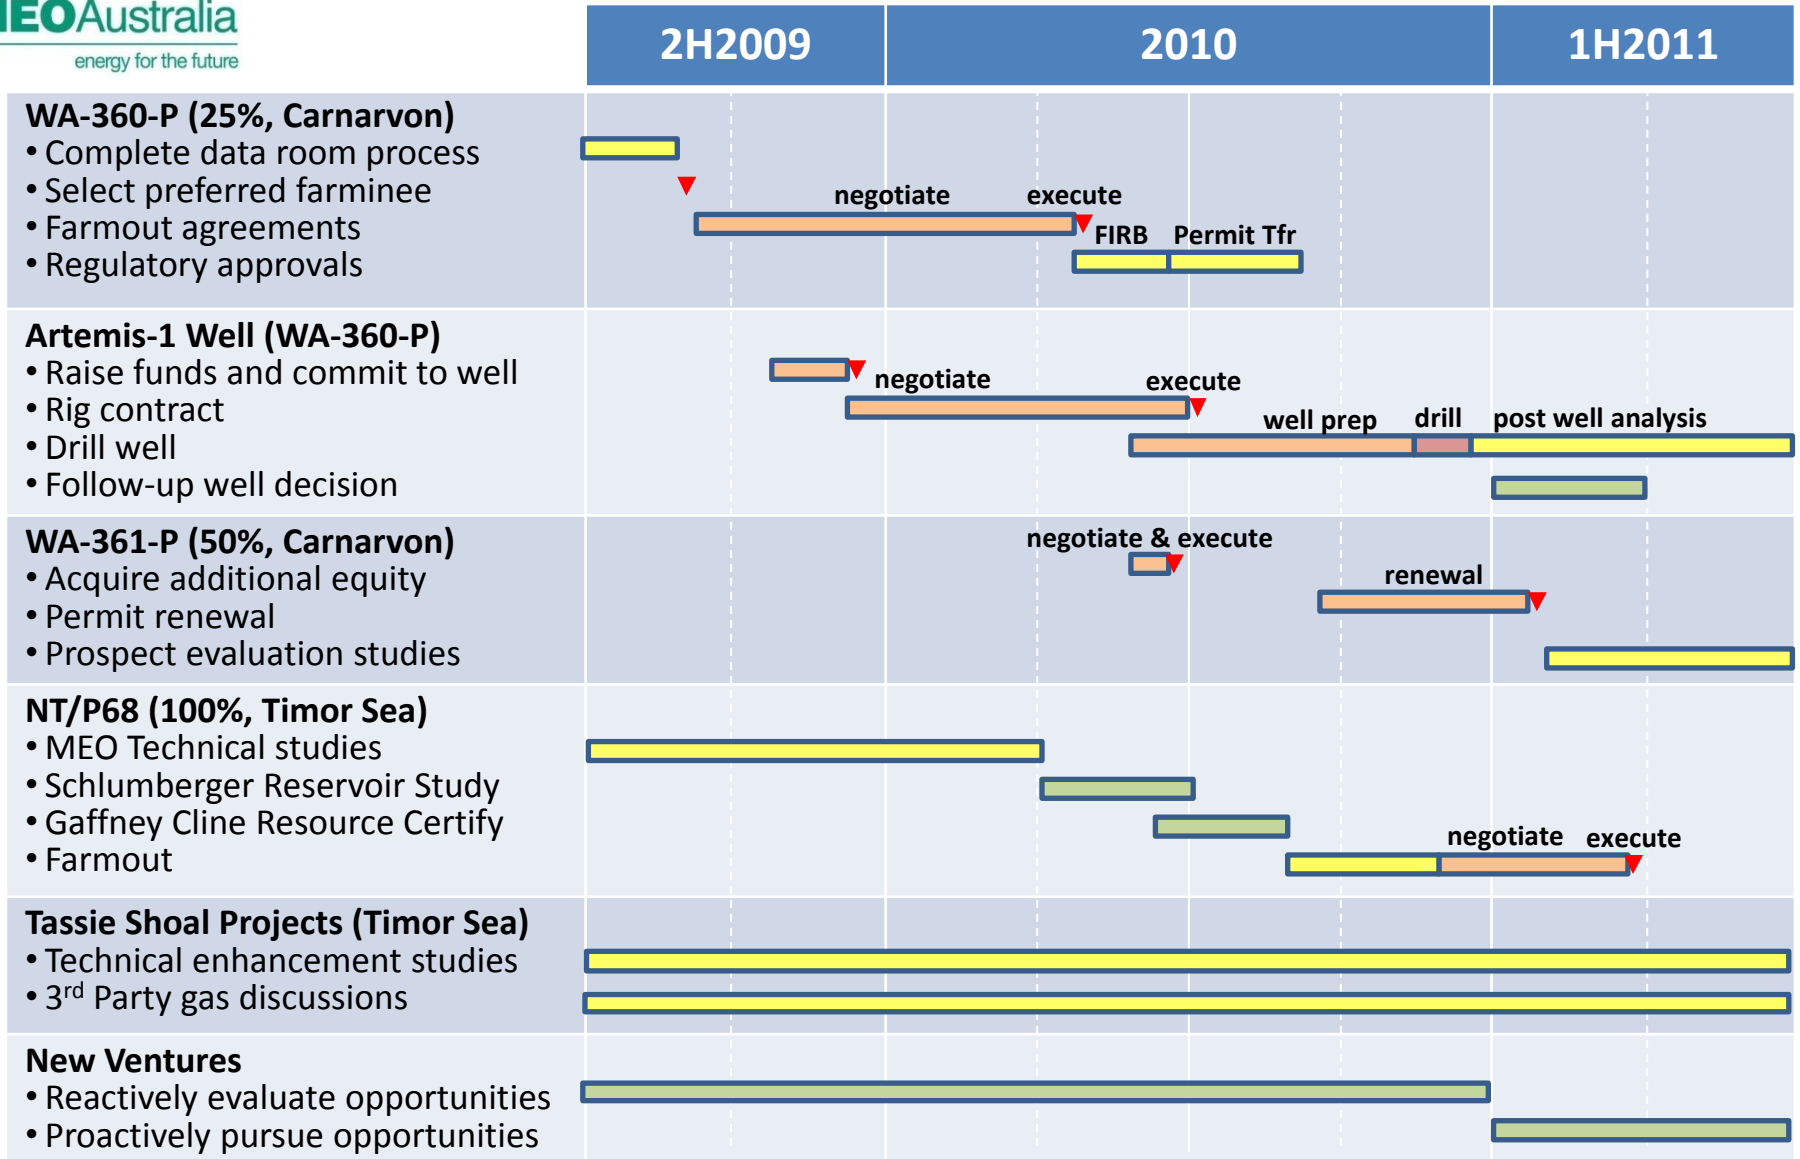 MEOAustralia
energy for the future
2H2009 2010 1H2011
WA-360-P (25%, Carnarvon)
• Complete data room process
• Select preferred farminee
negotiate execute
• Farmout agreements
FIRB Permit Tfr
• Regulatory approvals
Artemis-1 Well (WA-360-P)
• Raise funds and commit to well
negotiate execute
• Rig contract
well prep drill post well analysis
• Drill well
• Follow-up well decision
WA-361-P (50%, Carnarvon)
negotiate & execute
• Acquire additional equity
renewal
• Permit renewal
• Prospect evaluation studies
NT/P68 (100%, Timor Sea)
• MEO Technical studies
• Schlumberger Reservoir Study
• Gaffney Cline Resource Certify
negotiate execute
• Farmout
Tassie Shoal Projects (Timor Sea)
• Technical enhancement studies
• 3rd Party gas discussions
New Ventures
• Reactively evaluate opportunities
• Proactively pursue opportunities